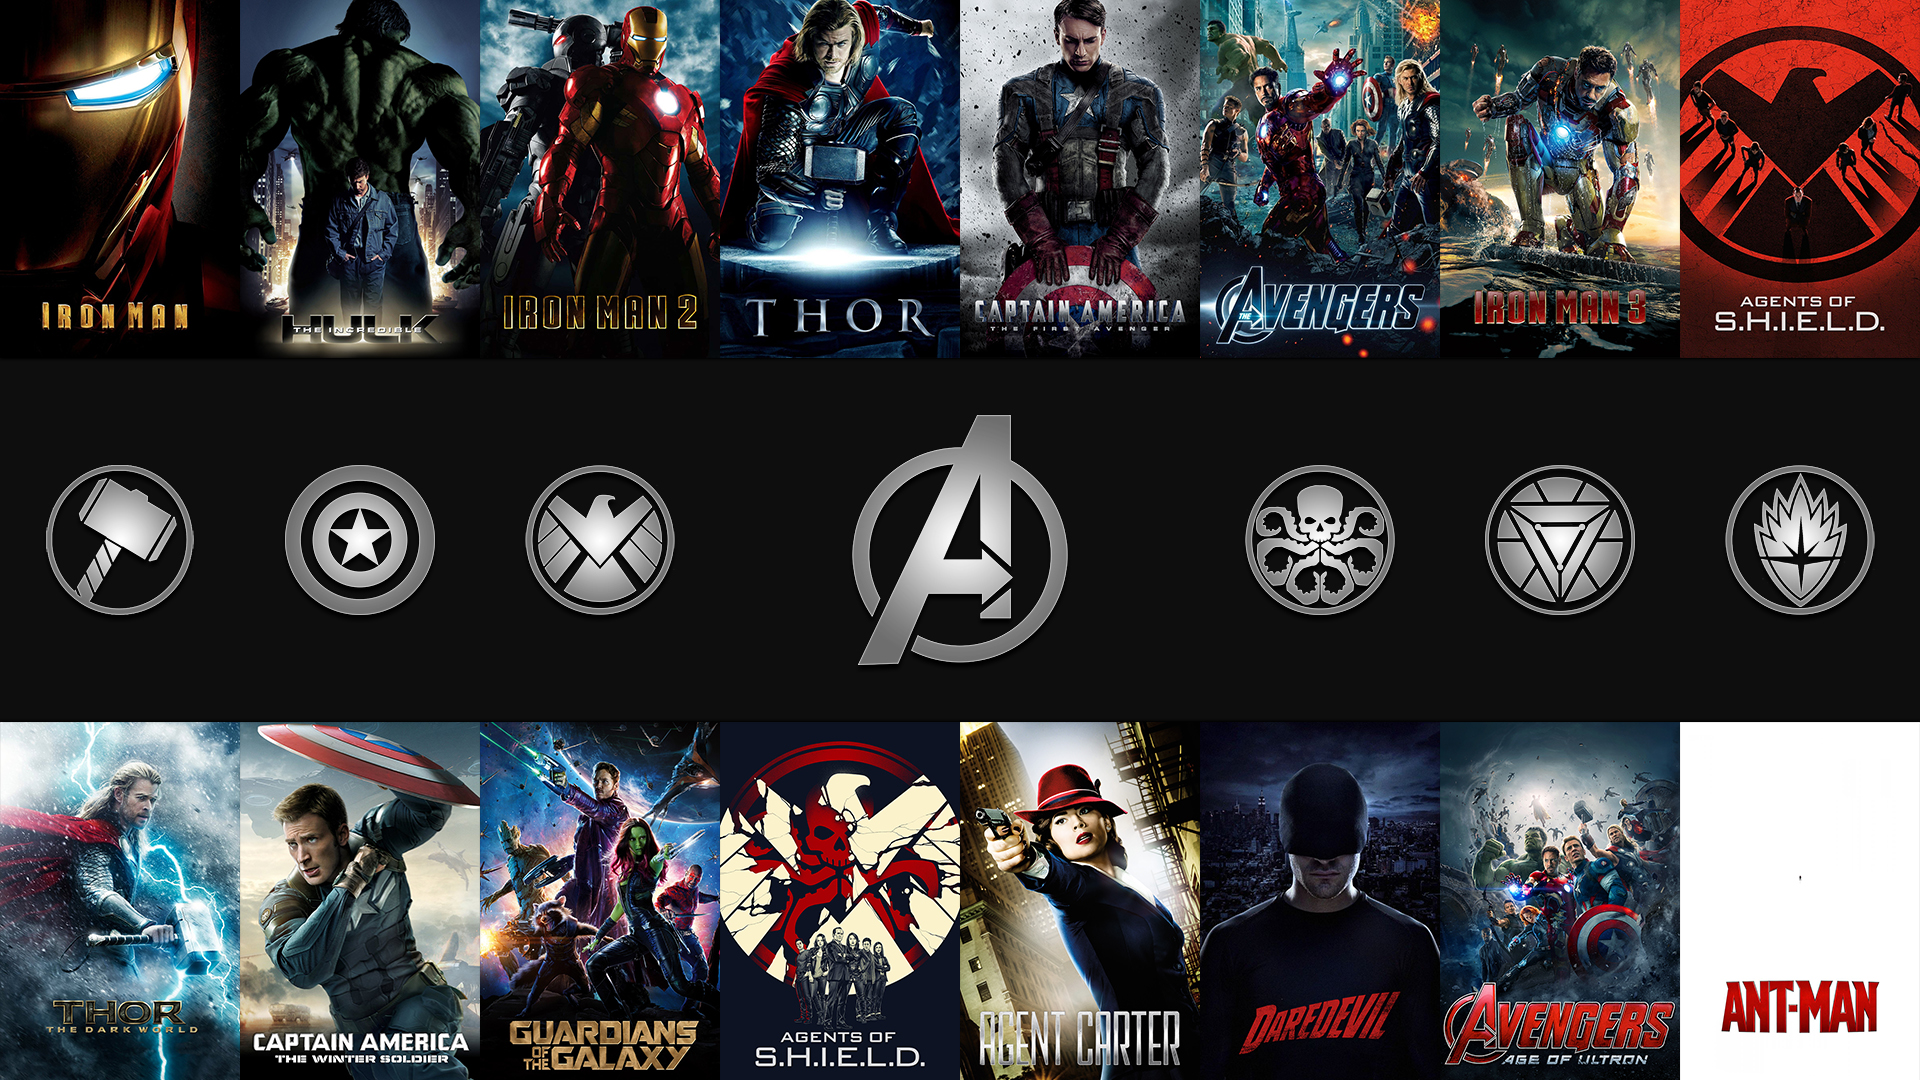 IRON MAN
THE INCREDIBLE
HULK
IRON MAN 2
THOR
CAPTAIN AMERICA
THE FIRST AVENGER
THE AVENGERS
IRON MAN 3
AGENTS OF
S.H.I.E.L.D.
THOR
THE DARK WORLD
CAPTAIN AMERICA
THE WINTER SOLDIER
GUARDIANS
OF THE GALAXY
AGENTS OF
S.H.I.E.L.D.
AGENT CARTER
DAREDEVIL
AVENGERS
AGE OF ULTRON
ANT-MAN